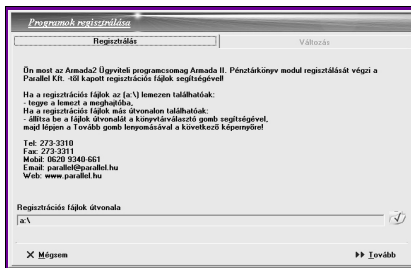 Programok regisztrálása
Regisztrálás
Változás
Ön most az Armada2 Ügyviteli programcsomag Armada II. Pénztárkönyv modul regisztálását végzi a
Parallel Kft. -től kapott regisztrációs fájlok segítségével!
Ha a regisztrációs fájlok az (a:\) lemezen találhatóak:
- tegye a lemezt a meghajtóba,
Ha a regisztrációs fájlok más útvonalon találhatóak:
- állítsa be a fájlok útvonalát a könyvtárválasztó gomb segítségével,
majd lépjen a Tovább gomb lenyomásával a következő képernyőre!
Tel: 273-3310
Fax: 273-3311
Mobil: 0620 9340-661
Email: parallel@parallel.hu
Web: www.parallel.hu
Regisztrációs fájlok útvonala
a:\
Mégsem
Tovább